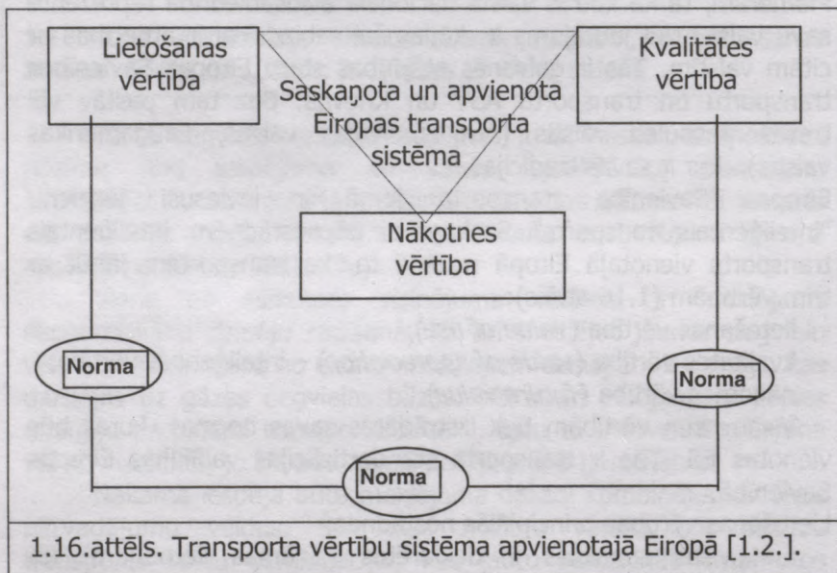 Lietošanas
vērtība
Kvalitātes
vērtība
Saskaņota un apvienota
Eiropas transporta
sistēma
Nākotnes
vērtība
Norma
Norma
Norma
1.16.attēls. Transporta vērtību sistēma apvienotajā Eiropā [1.2.].